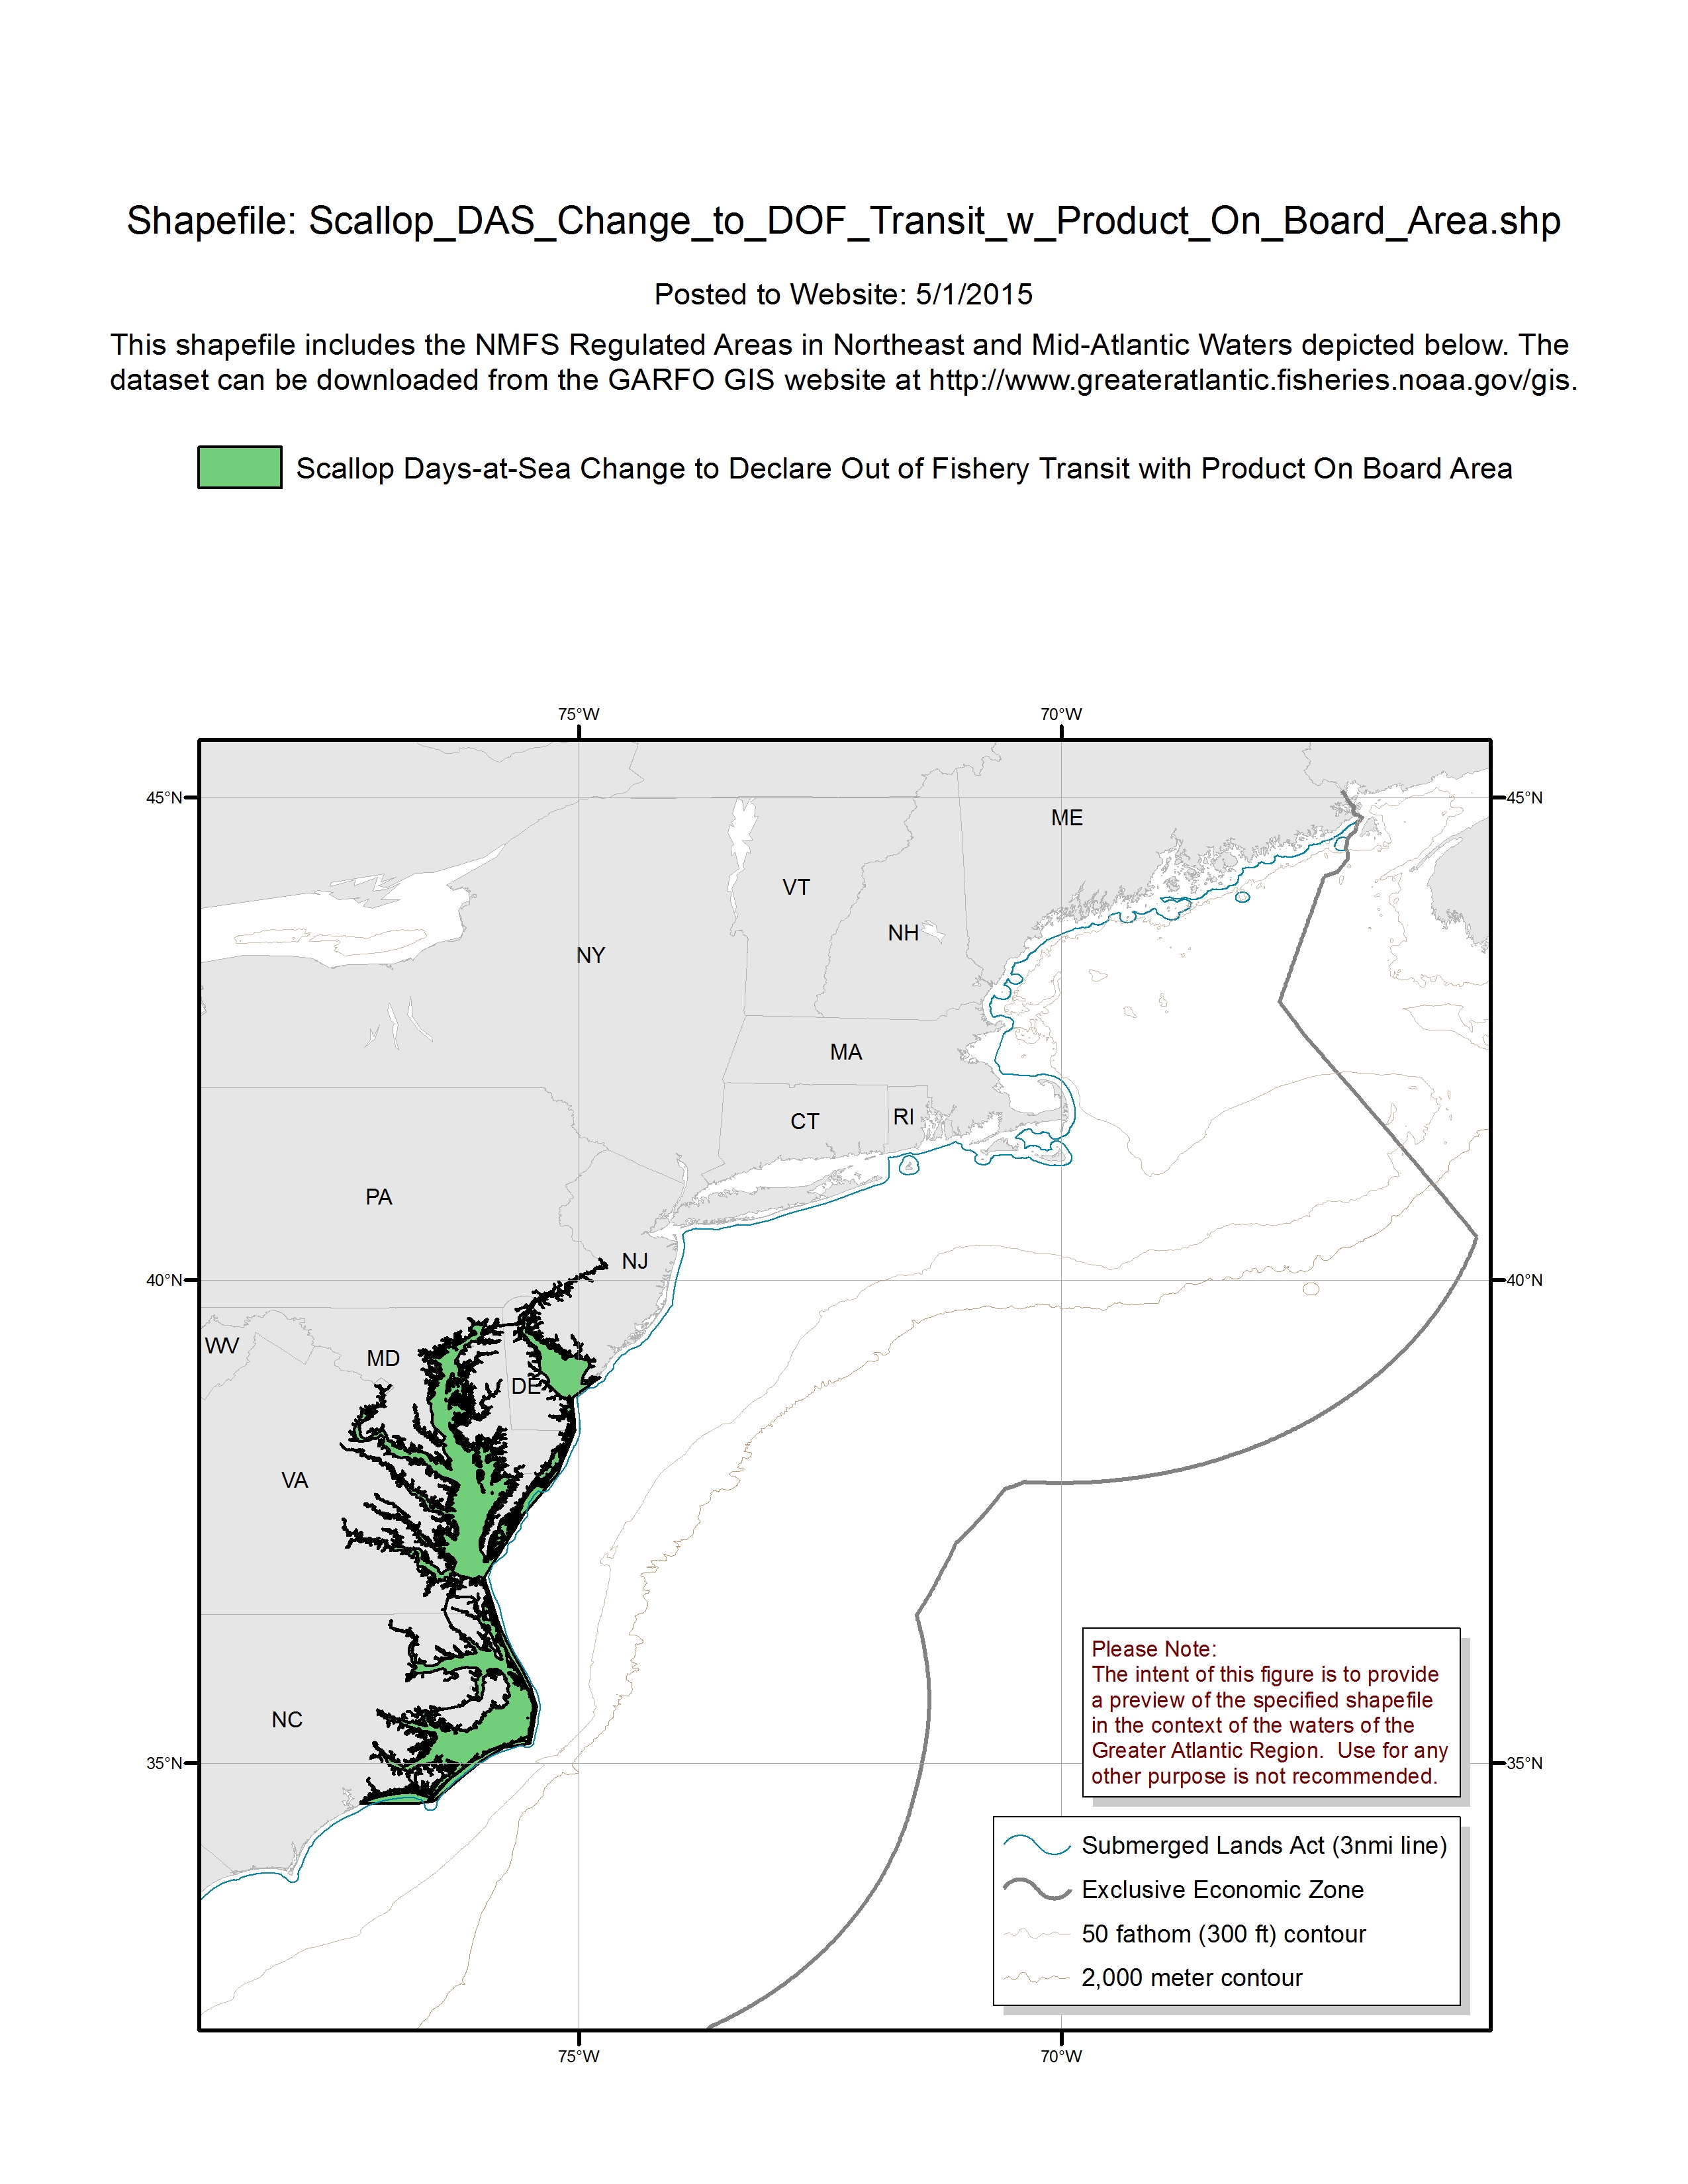 Shapefile: Scallop_DAS_Change_to_DOF_Transit_w_Product_On_Board_Area.shp
Posted to Website: 5/1/2015
This shapefile includes the NMFS Regulated Areas in Northeast and Mid-Atlantic Waters depicted below. The
dataset can be downloaded from the GARFO GIS website at http://www.greateratlantic.fisheries.noaa.gov/gis.
Scallop Days-at-Sea Change to Declare Out of Fishery Transit with Product On Board Area
75°W
70°W
45°N
45°N
ME
VT
NH
NY
MA
CT
RI
PA
NJ
40°N
40°N
WV
MD
DE
VA
NC
35°N
35°N
Please Note:
The intent of this figure is to provide
a preview of the specified shapefile
in the context of the waters of the
Greater Atlantic Region.  Use for any
other purpose is not recommended.
Submerged Lands Act (3nmi line)
Exclusive Economic Zone
50 fathom (300 ft) contour
2,000 meter contour
75°W
70°W